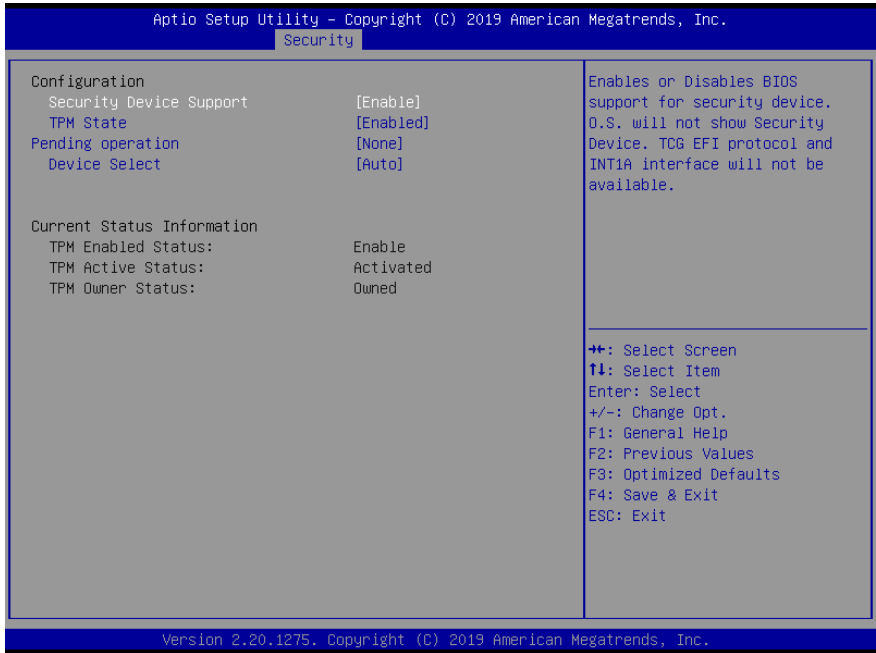 Aptio Setup Utility – Copyright (C) 2019 American Megatrends, Inc.
Security
Configuration
Security Device Support [Enable]
TPM State [Enabled]
Pending operation [None]
Device Select [Auto]
Current Status Information
TPM Enabled Status: Enable
TPM Active Status: Activated
TPM Owner Status: Owned
Enables or Disables BIOS
support for security device.
O.S. will not show Security
Device. TCG EFI protocol and
INT1A interface will not be
available.
→←: Select Screen
↑↓: Select Item
Enter: Select
+/-: Change Opt.
F1: General Help
F2: Previous Values
F3: Optimized Defaults
F4: Save & Exit
ESC: Exit
Version 2.20.1275. Copyright (C) 2019 American Megatrends, Inc.